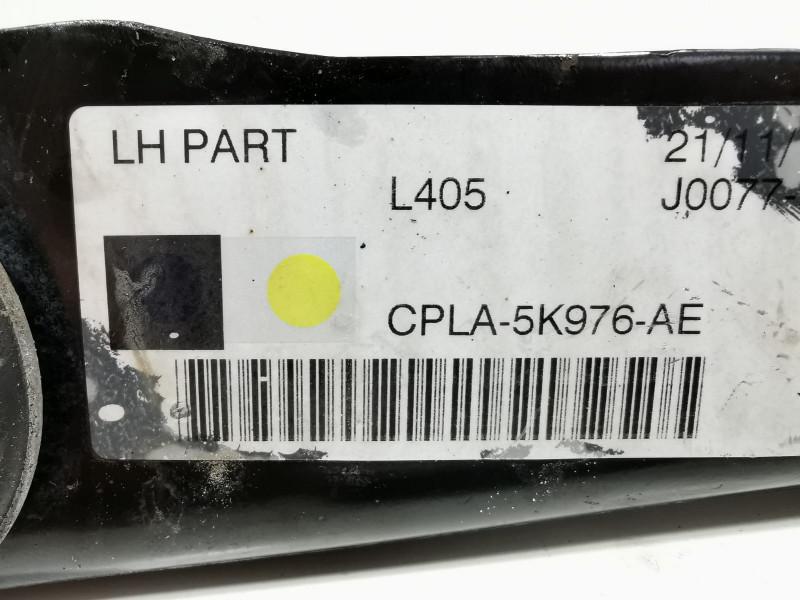 LH PART
21/11/
L405
J0077-
CPLA-5K976-AE